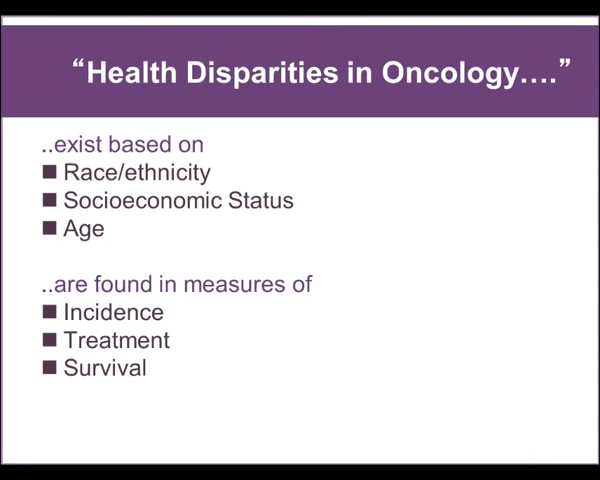 “Health Disparities in Oncology….”
..exist based on
■ Race/ethnicity
■ Socioeconomic Status
■ Age
..are found in measures of
■ Incidence
■ Treatment
■ Survival